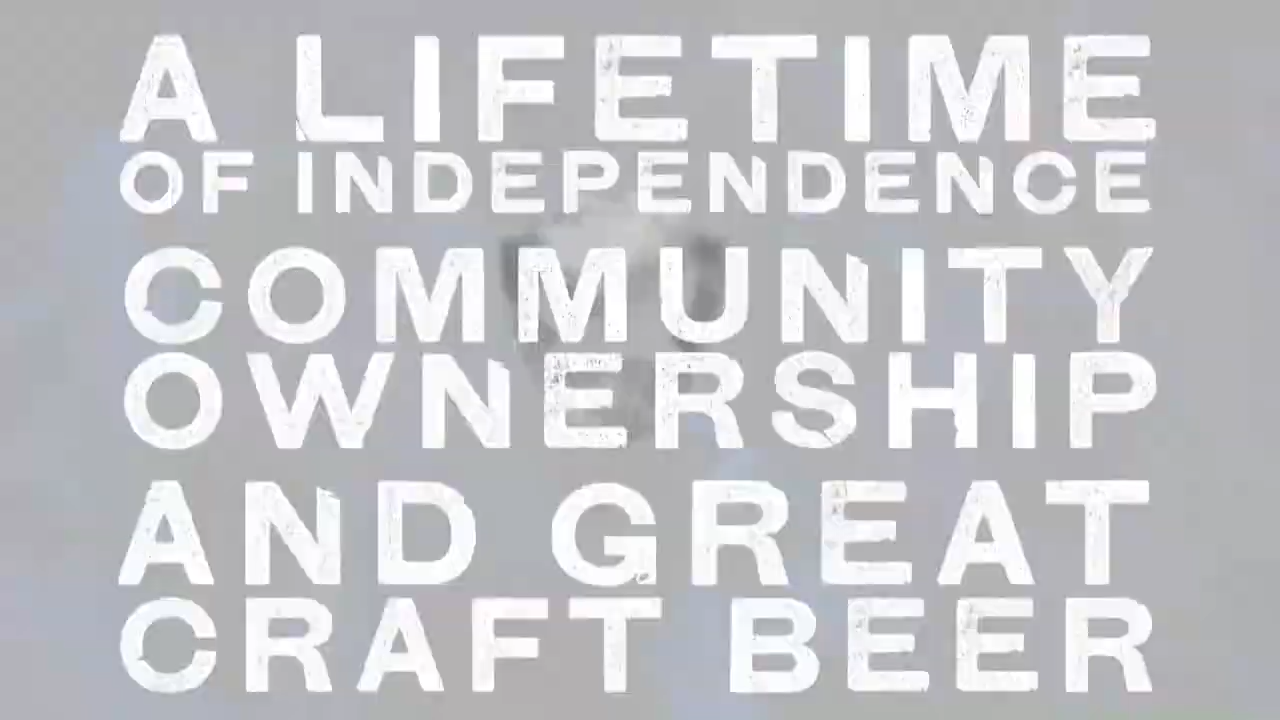 A LIFETIME
OF INDEPENDENCE
COMMUNITY
OWNERSHIP
AND GREAT
CRAFT BEER